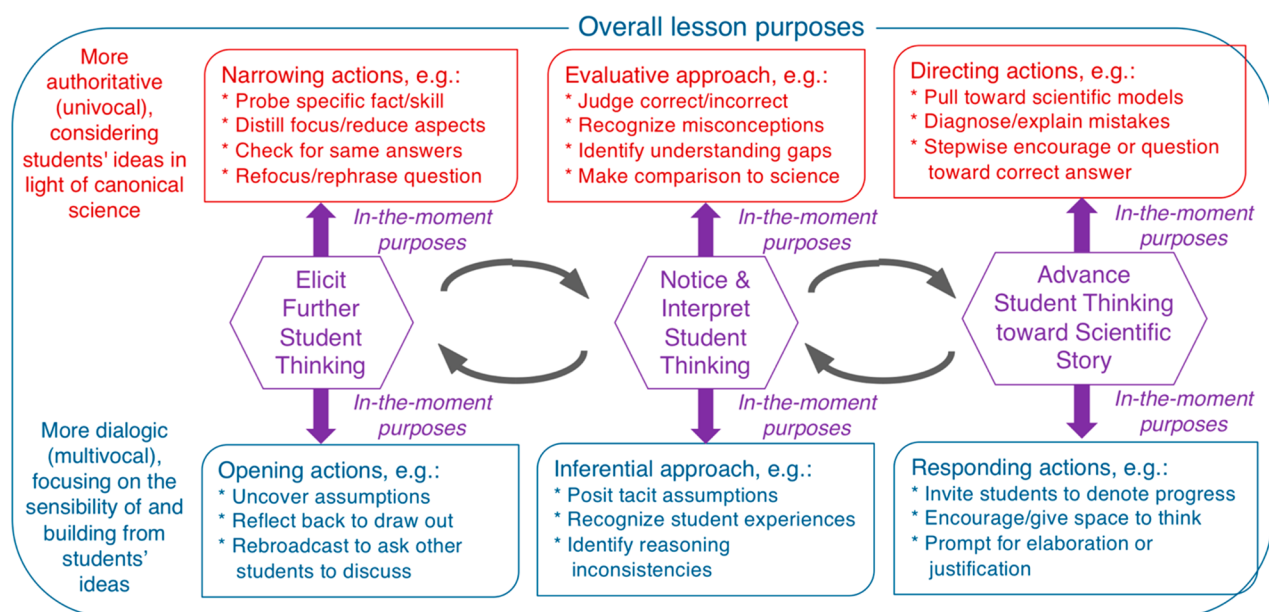 Overall lesson purposes
More
authoritative
(univocal),
considering
students' ideas in
light of canonical
science
Narrowing actions, e.g.:
* Probe specific fact/skill
* Distill focus/reduce aspects
* Check for same answers
* Refocus/rephrase question
Evaluative approach, e.g.:
* Judge correct/incorrect
* Recognize misconceptions
* Identify understanding gaps
* Make comparison to science
Directing actions, e.g.:
* Pull toward scientific models
* Diagnose/explain mistakes
* Stepwise encourage or question
toward correct answer
In-the-moment
purposes
In-the-moment
purposes
In-the-moment
purposes
Elicit
Further
Student
Thinking
Notice &
Interpret
Student
Thinking
Advance
Student Thinking
toward Scientific
Story
In-the-moment
purposes
In-the-moment
purposes
In-the-moment
purposes
More dialogic
(multivocal),
focusing on the
sensibility of and
building from
students'
ideas
Opening actions, e.g.:
* Uncover assumptions
* Reflect back to draw out
* Rebroadcast to ask other
students to discuss
Inferential approach, e.g.:
* Posit tacit assumptions
* Recognize student experiences
* Identify reasoning
inconsistencies
Responding actions, e.g.:
* Invite students to denote progress
* Encourage/give space to think
* Prompt for elaboration or
justification